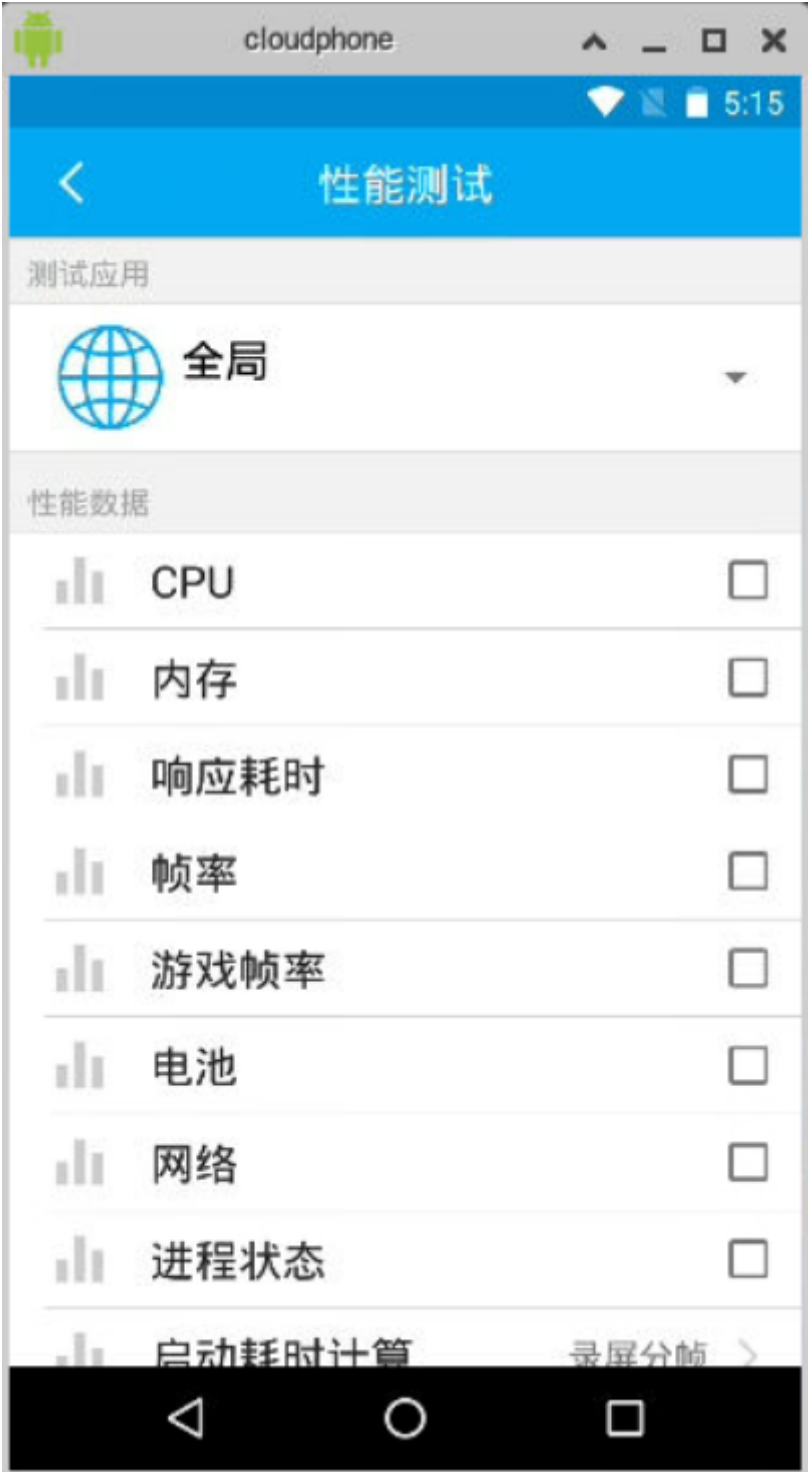 cloudphone
5:15
性能测试
测试应用
全局
性能数据
CPU
内存
响应耗时
帧率
游戏帧率
电池
网络
进程状态
启动耗时计算 录屏分帧